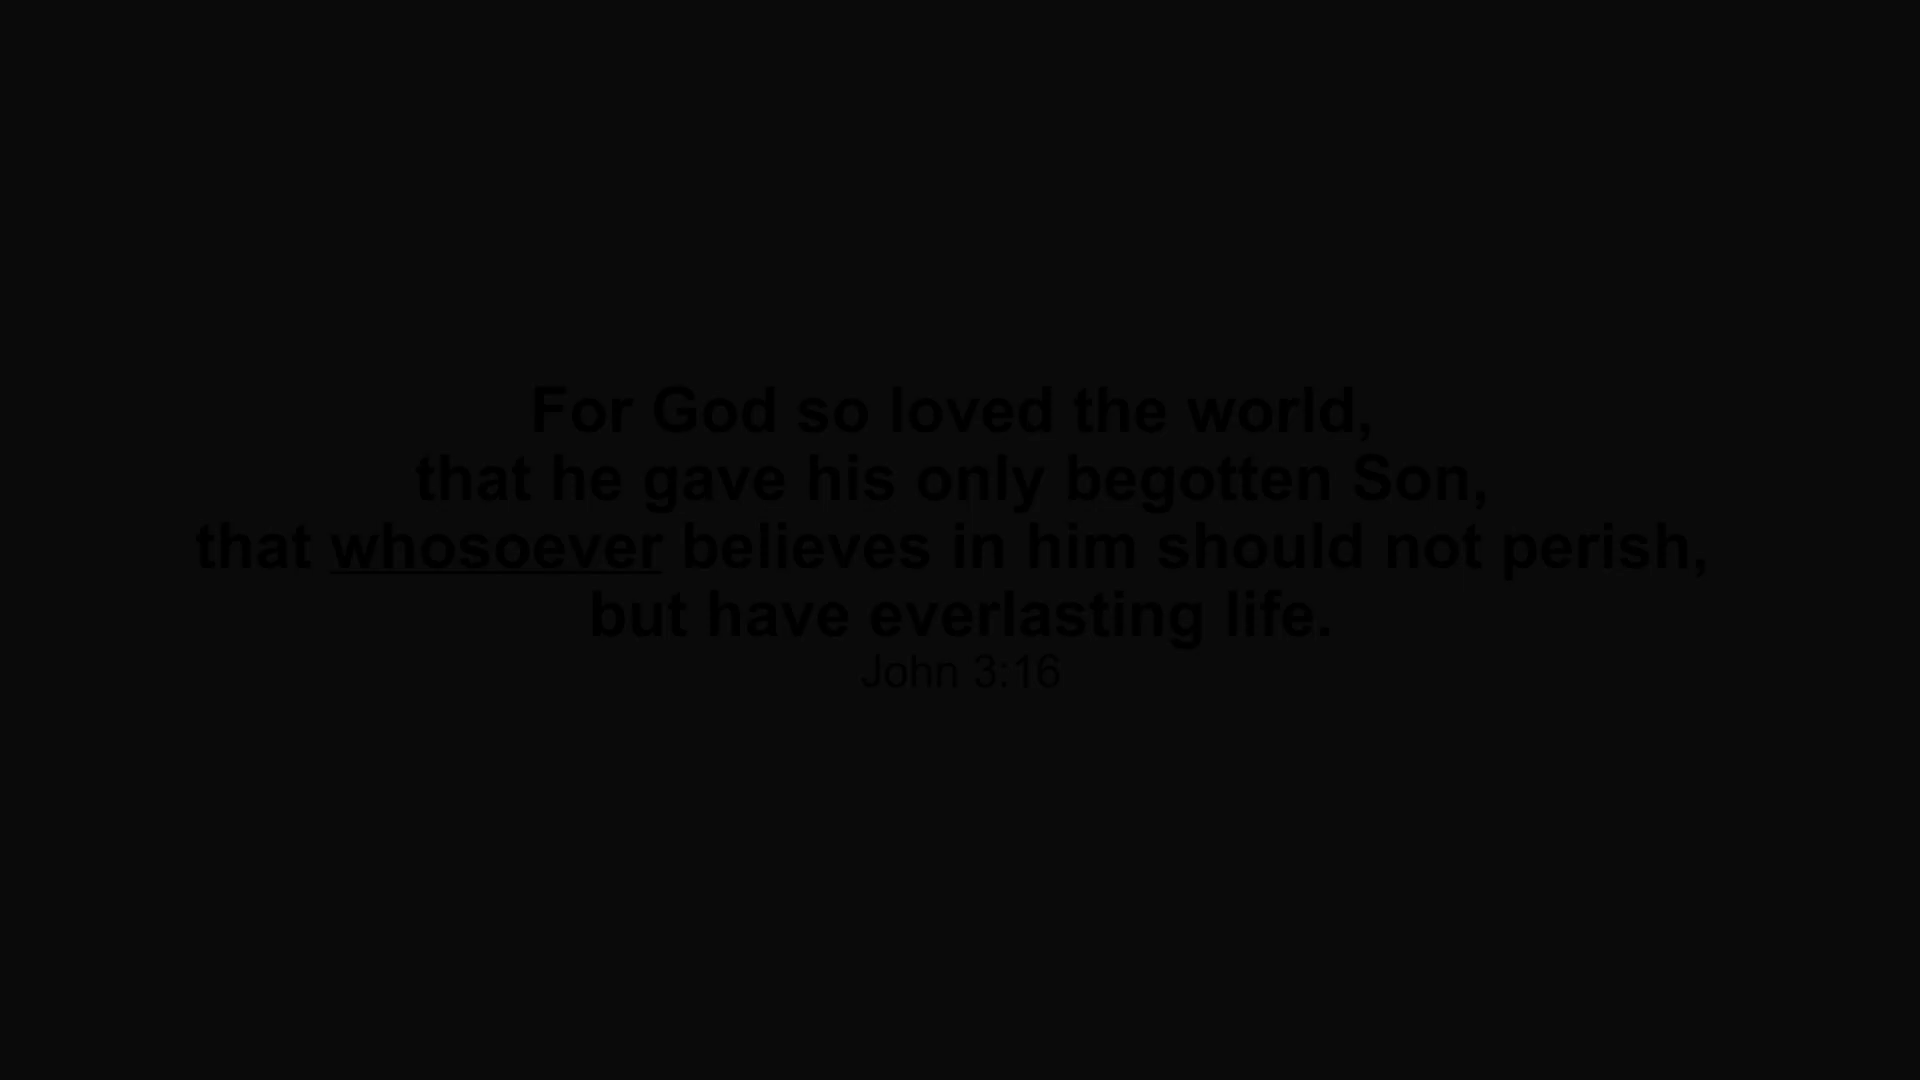 For God so loved the world,
that he gave his only begotten Son,
that whosoever believes in him should not perish,
but have everlasting life.
John 3:16